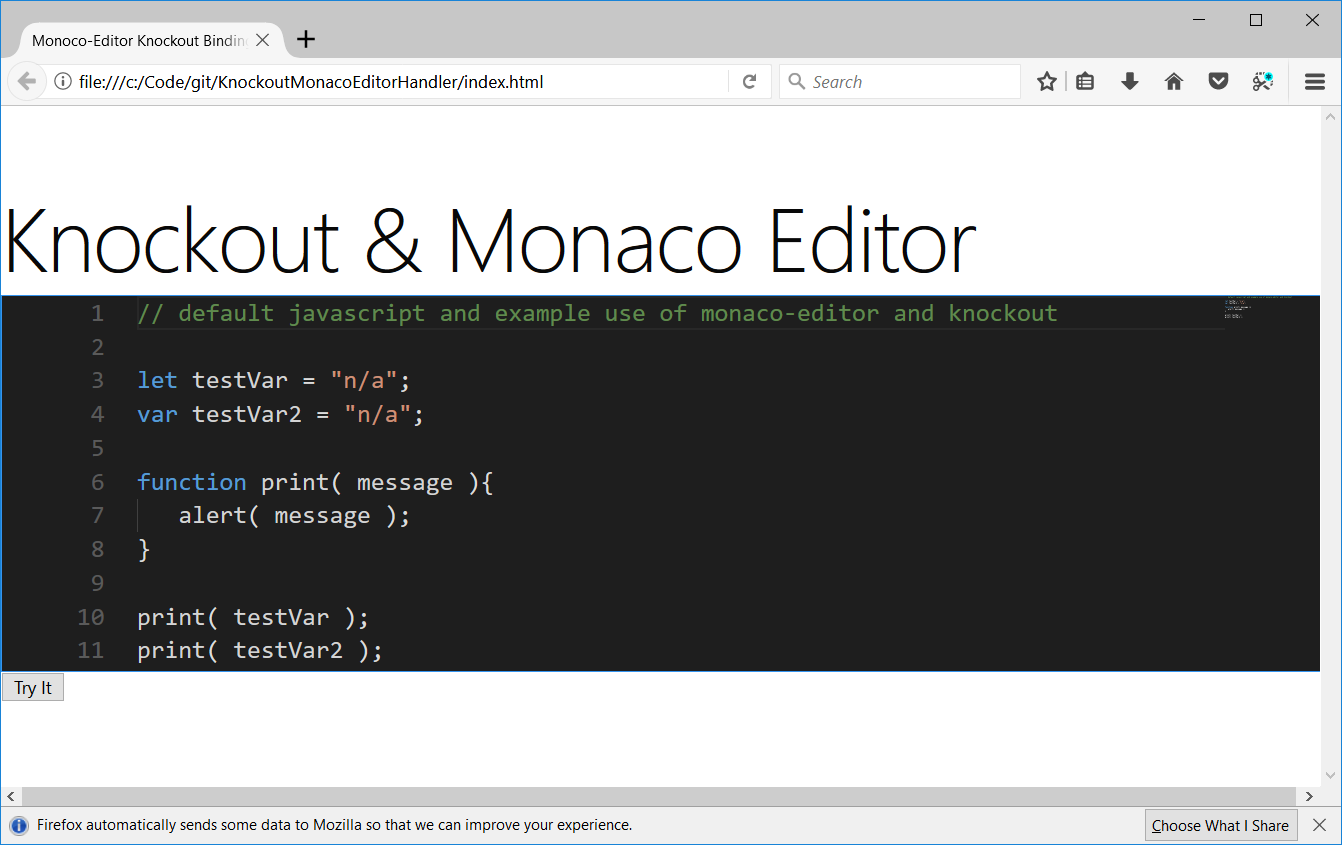 Monoco-Editor Knockout Bindin
file:///c:/Code/git/KnockoutMonacoEditorHandler/index.html
Search
Knockout & Monaco Editor
1 // default javascript and example use of monaco-editor and knockout
2
3 let testVar = "n/a";
4 var testVar2 = "n/a";
5
6 function print( message ){
7    alert( message );
8 }
9
10 print( testVar );
11 print( testVar2 );
Try It
Firefox automatically sends some data to Mozilla so that we can improve your experience.
Choose What I Share